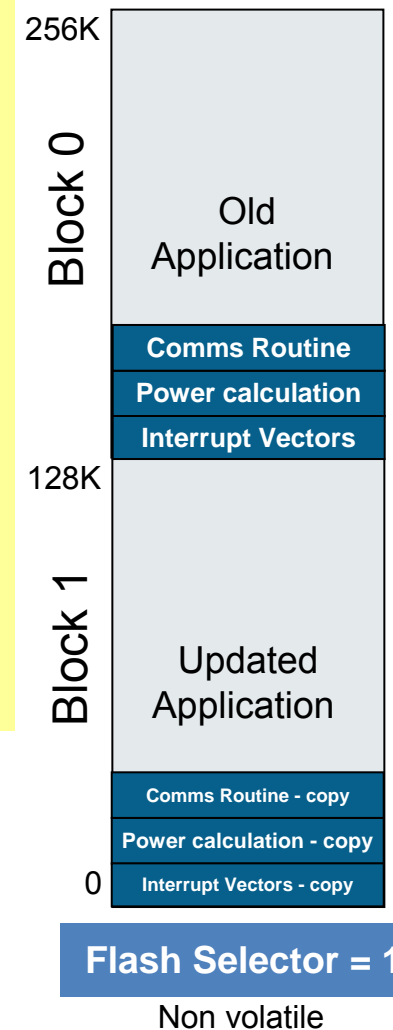 256K
Block 0
Old
Application
Comms Routine
Power calculation
Interrupt Vectors
128K
Block 1
Updated
Application
Comms Routine - copy
Power calculation - copy
0
Interrupt Vectors - copy
Flash Selector = 1
Non volatile